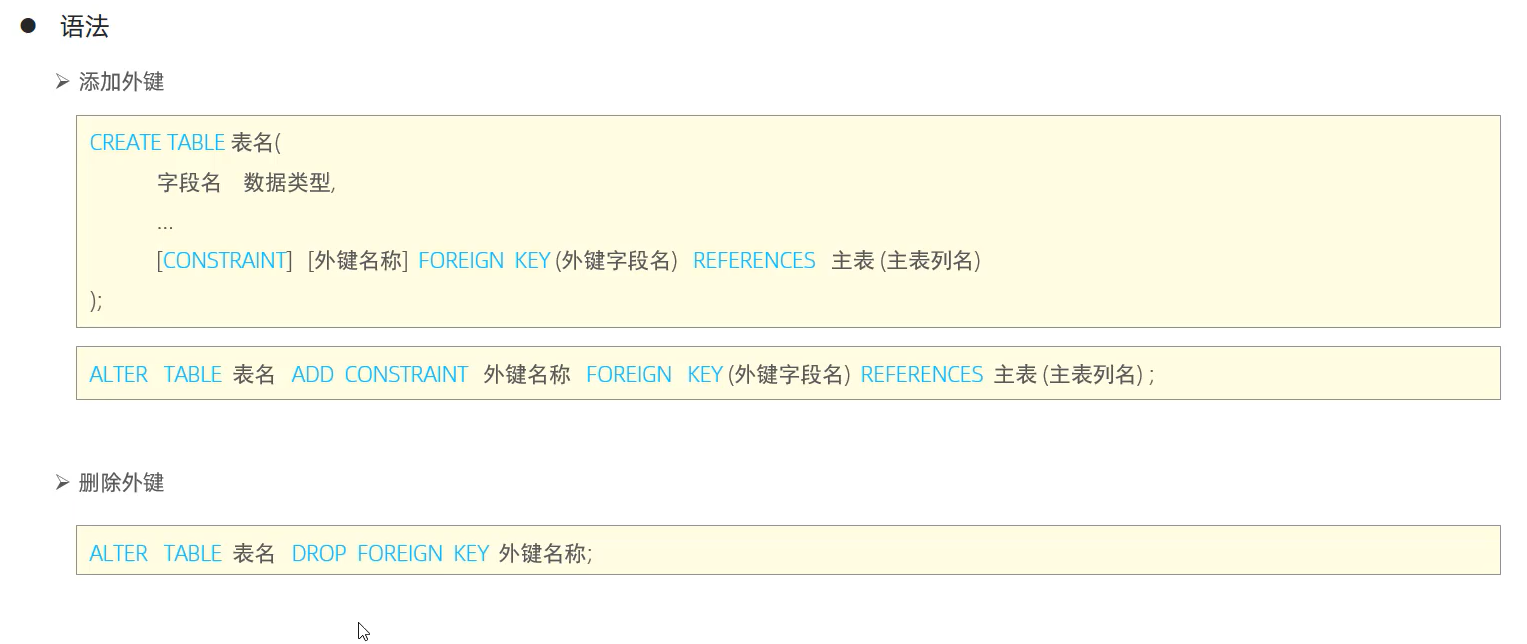 ● 语法
➢ 添加外键
CREATE TABLE 表名(
字段名 数据类型,
...
[CONSTRAINT] [外键名称] FOREIGN KEY (外键字段名) REFERENCES 主表 (主表列名)
);
ALTER TABLE 表名 ADD CONSTRAINT 外键名称 FOREIGN KEY (外键字段名) REFERENCES 主表 (主表列名) ;
➢ 删除外键
ALTER TABLE 表名 DROP FOREIGN KEY 外键名称;